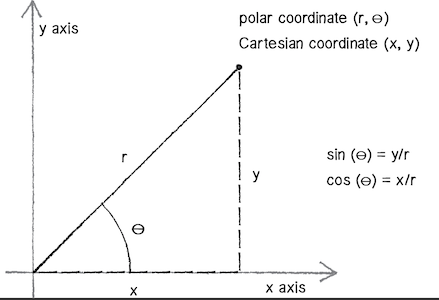 polar coordinate (r, Θ)
Cartesian coordinate (x, y)
y axis
r
sin (Θ) = y/r
y
cos (Θ) = x/r
Θ
x axis
x